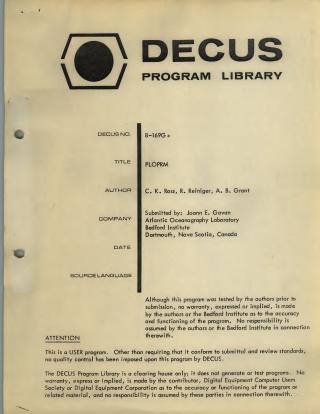 DECUS
PROGRAM LIBRARY
DECUS NO. 8-169G
TITLE PLOPRM
AUTHOR C. K. Ross, R. Reiniger, A. B. Grant
COMPANY Submitted by: Joann E. Gavan
Atlantic Oceanography Laboratory
Bedford Institute
Dartmouth, Nova Scotia, Canada
DATE
SOURCE LANGUAGE
Although this program was tested by the authors prior to
submission, no warranty, expressed or implied, is made
by the authors or the Bedford Institute as to the accuracy
and functioning of the program. No responsibility is
assumed by the authors or the Bedford Institute in connection
therewith.
ATTENTION
This is a USER program. Other than requiring that it conform to submittal and review standards,
no quality control has been imposed upon this program by DECUS.
The DECUS Program Library is a clearing house only; it does not generate or test programs. No
warranty, express or implied, is made by the contributor, Digital Equipment Computer Users
Society or Digital Equipment Corporation as to the accuracy or functioning of the program or
related material, and no responsibility is assumed by these parties in connection therewith.